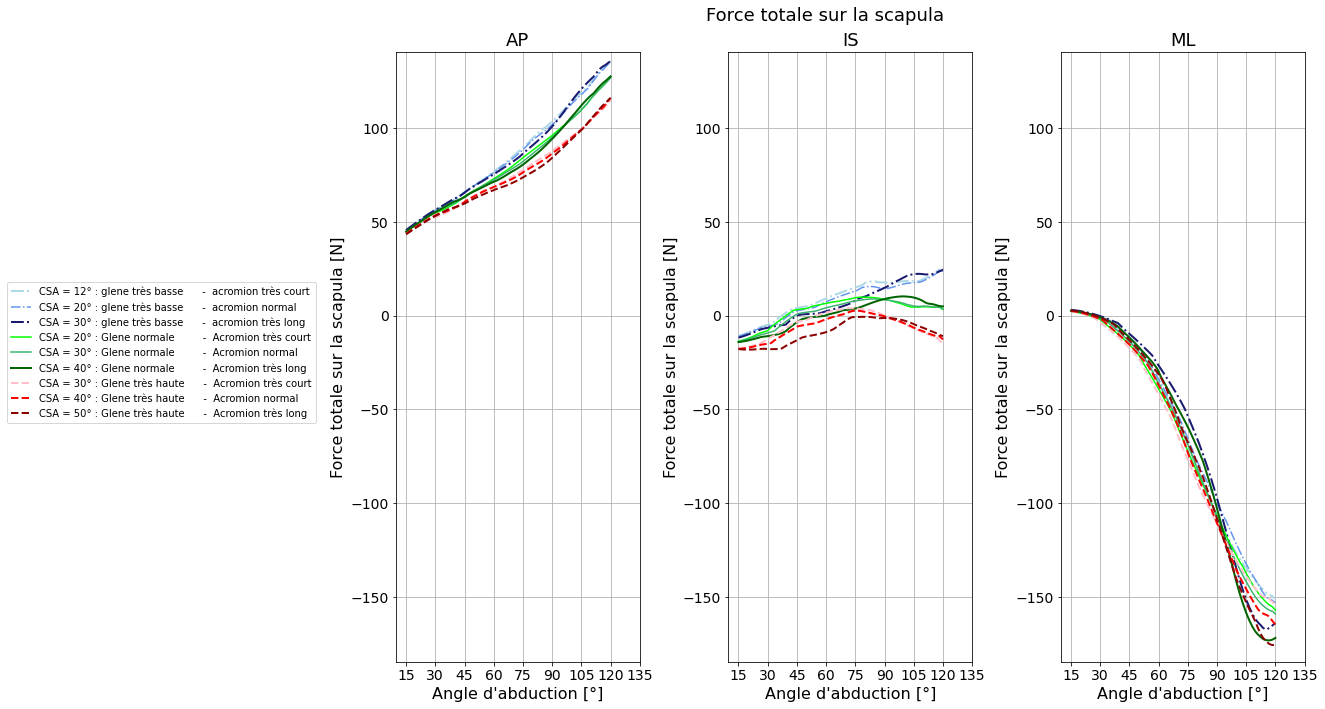 Force totale sur la scapula
AP
IS
ML
CSA = 12° : glene très basse - acromion très court
CSA = 20° : glene très basse - acromion normal
CSA = 30° : glene très basse - acromion très long
CSA = 20° : Glene normale - Acromion très court
CSA = 30° : Glene normale - Acromion normal
CSA = 40° : Glene normale - Acromion très long
CSA = 30° : Glene très haute - Acromion très court
CSA = 40° : Glene très haute - Acromion normal
CSA = 50° : Glene très haute - Acromion très long
Force totale sur la scapula [N]
100
50
0
−50
−100
−150
15 30 45 60 75 90 105 120 135
Angle d'abduction [°]
Force totale sur la scapula [N]
100
50
0
−50
−100
−150
15 30 45 60 75 90 105 120 135
Angle d'abduction [°]
Force totale sur la scapula [N]
100
50
0
−50
−100
−150
15 30 45 60 75 90 105 120 135
Angle d'abduction [°]